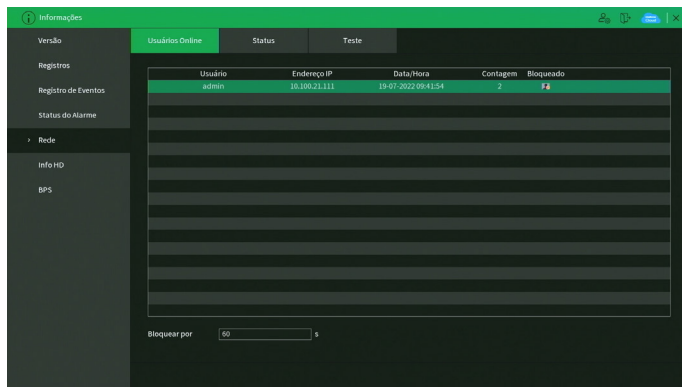 Informações
Versão
Registros
Registro de Eventos
Status do Alarme
> Rede
Info HD
BPS
Usuários Online Status Teste
Usuário Endereço IP Data/Hora Contagem Bloqueado
admin 10.100.21.111 19-07-2022 09:41:54 2
Bloquear por 60 s